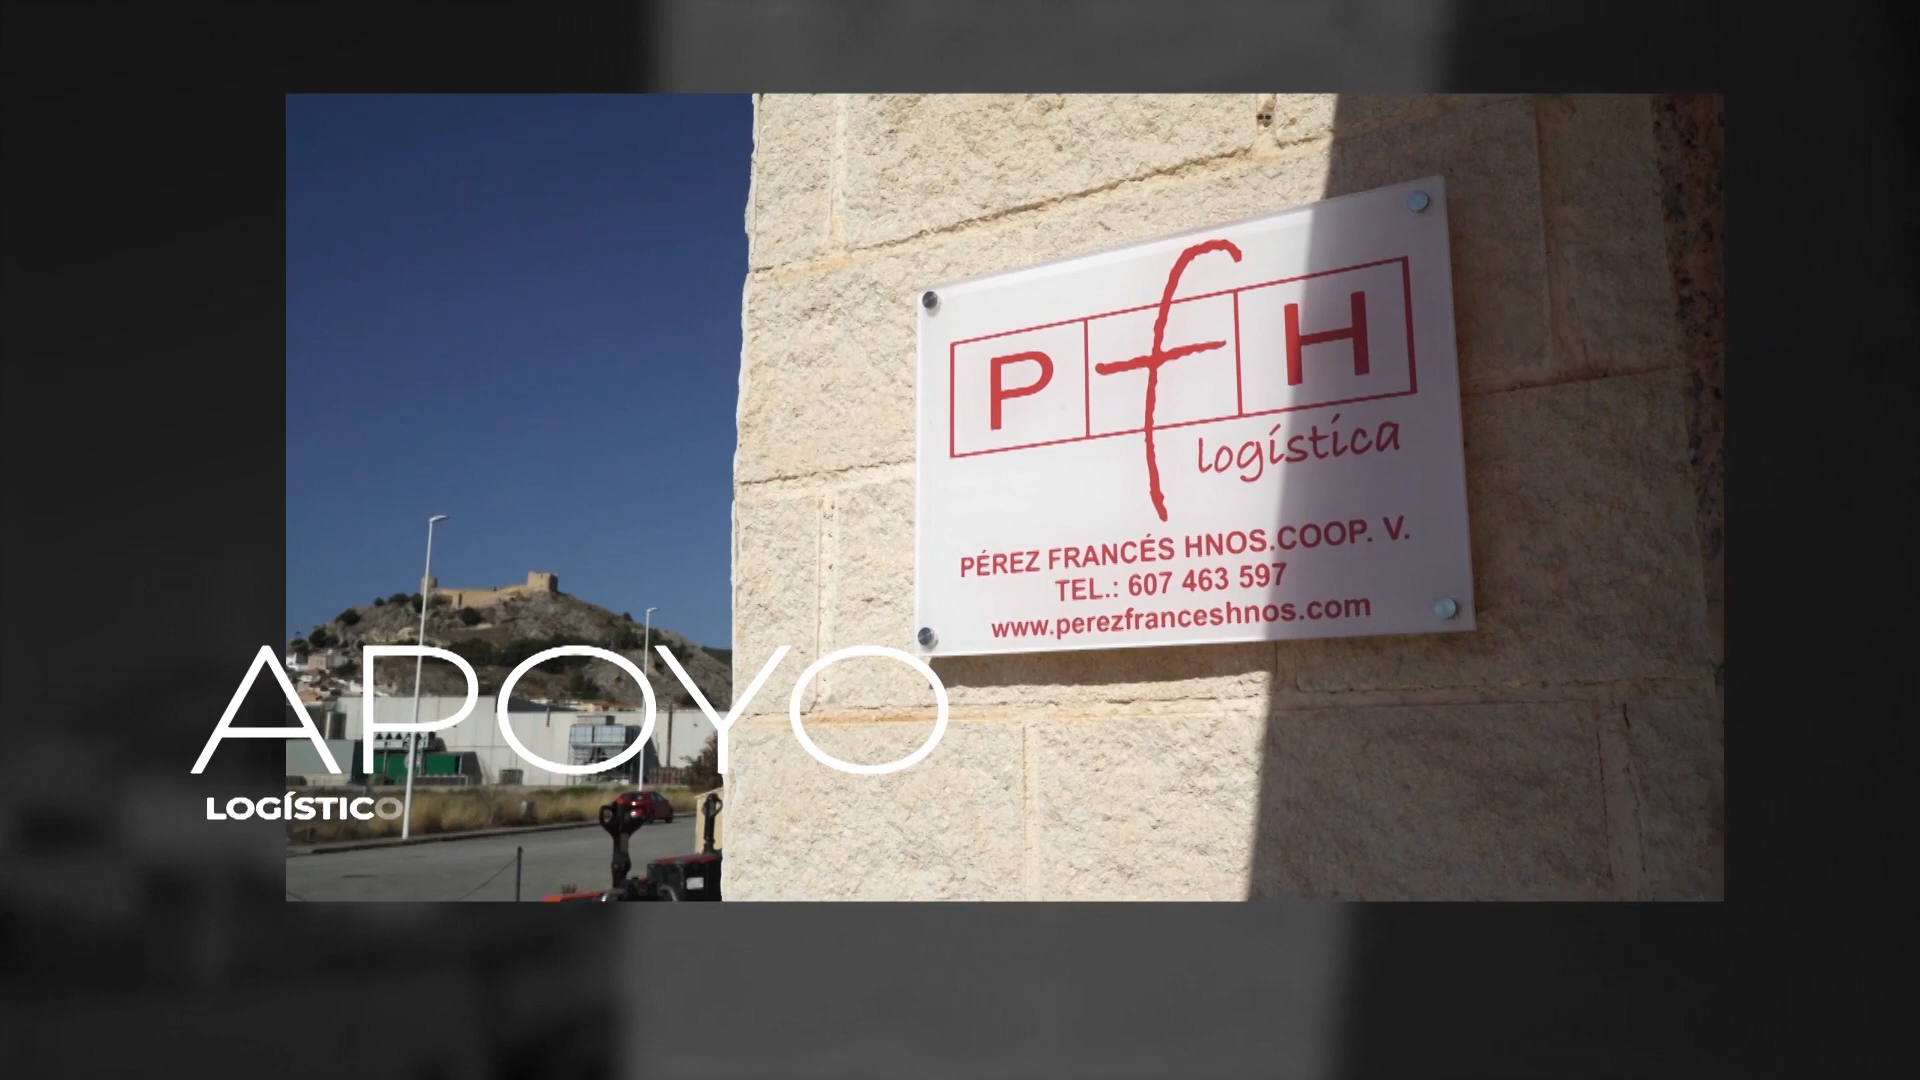 P f H
logística
PÉREZ FRANCÉS HNOS.COOP. V.
TEL.: 607 463 597
www.perezfranceshnos.com
APOYO
LOGÍSTICO